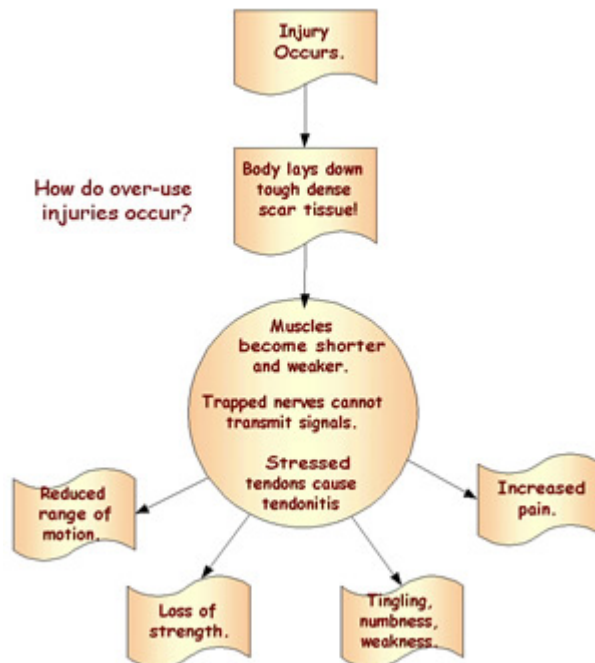 Injury
Occurs.
Body lays down
tough dense
scar tissue!
How do over-use
injuries occur?
Muscles
become shorter
and weaker.
Trapped nerves cannot
transmit signals.
Stressed
tendons cause
tendonitis
Reduced
range of
motion.
Loss of
strength.
Tingling,
numbness,
weakness.
Increased
pain.